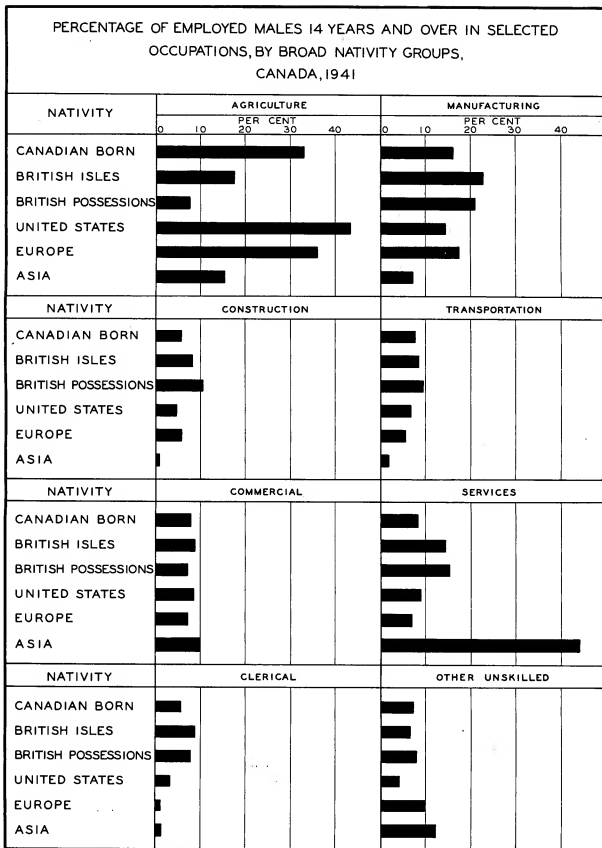 PERCENTAGE OF EMPLOYED MALES 14 YEARS AND OVER IN SELECTED
OCCUPATIONS, BY BROAD NATIVITY GROUPS,
CANADA, 1941
NATIVITY AGRICULTURE MANUFACTURING
PER CENT PER CENT
0 10 20 30 40 0 10 20 30 40
CANADIAN BORN
BRITISH ISLES
BRITISH POSSESSIONS
UNITED STATES
EUROPE
ASIA
NATIVITY CONSTRUCTION TRANSPORTATION
CANADIAN BORN
BRITISH ISLES
BRITISH POSSESSIONS
UNITED STATES
EUROPE
ASIA
NATIVITY COMMERCIAL SERVICES
CANADIAN BORN
BRITISH ISLES
BRITISH POSSESSIONS
UNITED STATES
EUROPE
ASIA
NATIVITY CLERICAL OTHER UNSKILLED
CANADIAN BORN
BRITISH ISLES
BRITISH POSSESSIONS
UNITED STATES
EUROPE
ASIA